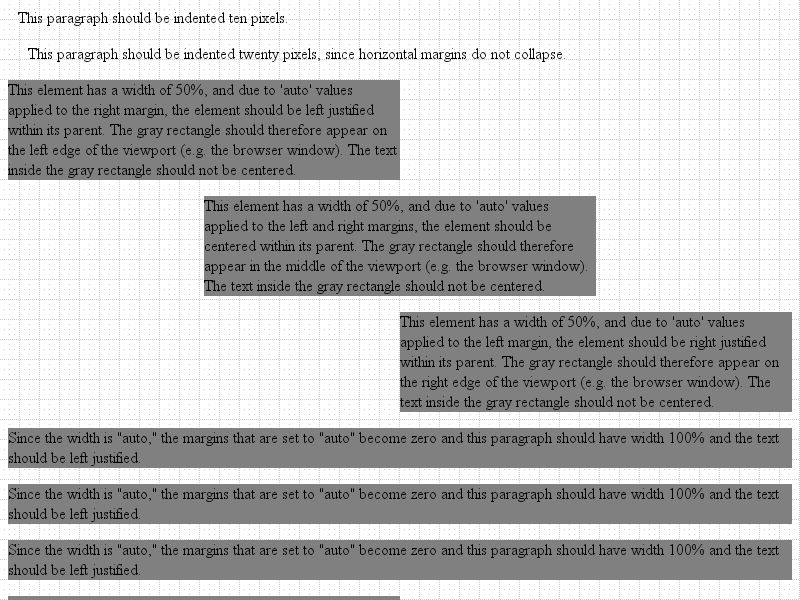 This paragraph should be indented ten pixels.
This paragraph should be indented twenty pixels, since horizontal margins do not collapse.
This element has a width of 50%, and due to 'auto' values
applied to the right margin, the element should be left justified
within its parent. The gray rectangle should therefore appear on
the left edge of the viewport (e.g. the browser window). The text
inside the gray rectangle should not be centered.
This element has a width of 50%, and due to 'auto' values
applied to the left and right margins, the element should be
centered within its parent. The gray rectangle should therefore
appear in the middle of the viewport (e.g. the browser window).
The text inside the gray rectangle should not be centered.
This element has a width of 50%, and due to 'auto' values
applied to the left margin, the element should be right justified
within its parent. The gray rectangle should therefore appear on
the right edge of the viewport (e.g. the browser window). The
text inside the gray rectangle should not be centered.
Since the width is "auto," the margins that are set to "auto" become zero and this paragraph should have width 100% and the text
should be left justified.
Since the width is "auto," the margins that are set to "auto" become zero and this paragraph should have width 100% and the text
should be left justified.
Since the width is "auto," the margins that are set to "auto" become zero and this paragraph should have width 100% and the text
should be left justified.